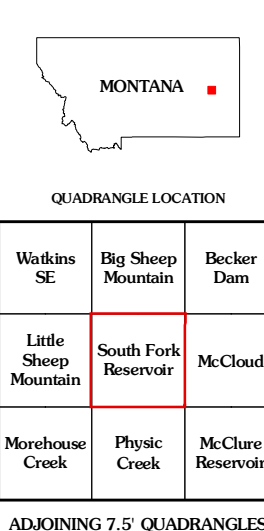 MONTANA
QUADRANGLE LOCATION
Watkins
SE
Big Sheep
Mountain
Becker
Dam
Little
Sheep
Mountain
South Fork
Reservoir
McCloud
Morehouse
Creek
Physic
Creek
McClure
Reservoir
ADJOINING 7.5' QUADRANGLES